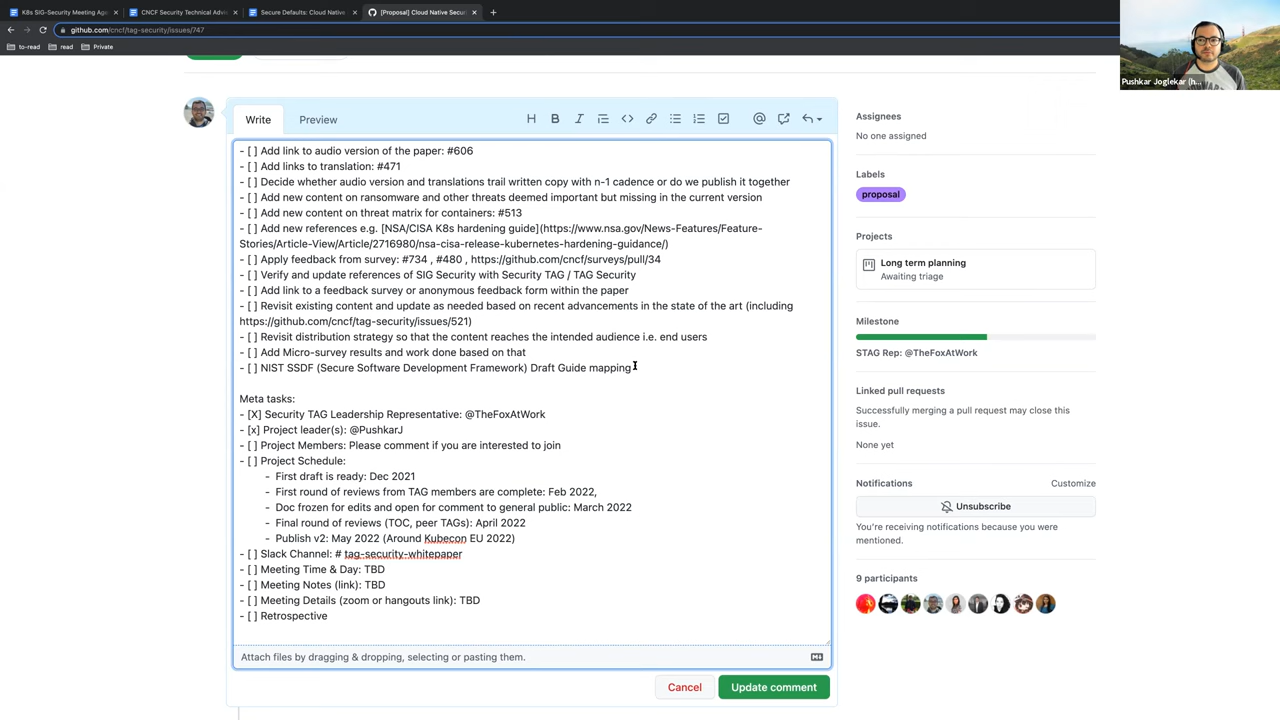 K8s SIG-Security Meeting Age
CNCF Security Technical Advi
Secure Defaults: Cloud Native
[Proposal] Cloud Native Secur
github.com/cncf/tag-security/issues/747
to-read
read
Private
Pushkar Joglekar (h...
Write
Preview
- [ ] Add link to audio version of the paper: #606
- [ ] Add links to translation: #471
- [ ] Decide whether audio version and translations trail written copy with n-1 cadence or do we publish it together
- [ ] Add new content on ransomware and other threats deemed important but missing in the current version
- [ ] Add new content on threat matrix for containers: #513
- [ ] Add new references e.g. [NSA/CISA K8s hardening guide](https://www.nsa.gov/News-Features/Feature-
Stories/Article-View/Article/2716980/nsa-cisa-release-kubernetes-hardening-guidance/)
- [ ] Apply feedback from survey: #734 , #480 , https://github.com/cncf/surveys/pull/34
- [ ] Verify and update references of SIG Security with Security TAG / TAG Security
- [ ] Add link to a feedback survey or anonymous feedback form within the paper
- [ ] Revisit existing content and update as needed based on recent advancements in the state of the art (including
https://github.com/cncf/tag-security/issues/521)
- [ ] Revisit distribution strategy so that the content reaches the intended audience i.e. end users
- [ ] Add Micro-survey results and work done based on that
- [ ] NIST SSDF (Secure Software Development Framework) Draft Guide mapping
Meta tasks:
- [X] Security TAG Leadership Representative: @TheFoxAtWork
- [x] Project leader(s): @PushkarJ
- [ ] Project Members: Please comment if you are interested to join
- [ ] Project Schedule:
- First draft is ready: Dec 2021
- First round of reviews from TAG members are complete: Feb 2022,
- Doc frozen for edits and open for comment to general public: March 2022
- Final round of reviews (TOC, peer TAGs): April 2022
- Publish v2: May 2022 (Around Kubecon EU 2022)
- [ ] Slack Channel: # tag-security-whitepaper
- [ ] Meeting Time & Day: TBD
- [ ] Meeting Notes (link): TBD
- [ ] Meeting Details (zoom or hangouts link): TBD
- [ ] Retrospective
Attach files by dragging & dropping, selecting or pasting them.
Cancel
Update comment
Assignees
No one assigned
Labels
proposal
Projects
Long term planning
Awaiting triage
Milestone
STAG Rep: @TheFoxAtWork
Linked pull requests
Successfully merging a pull request may close this
issue.
None yet
Notifications
Customize
Unsubscribe
You're receiving notifications because you were
mentioned.
9 participants